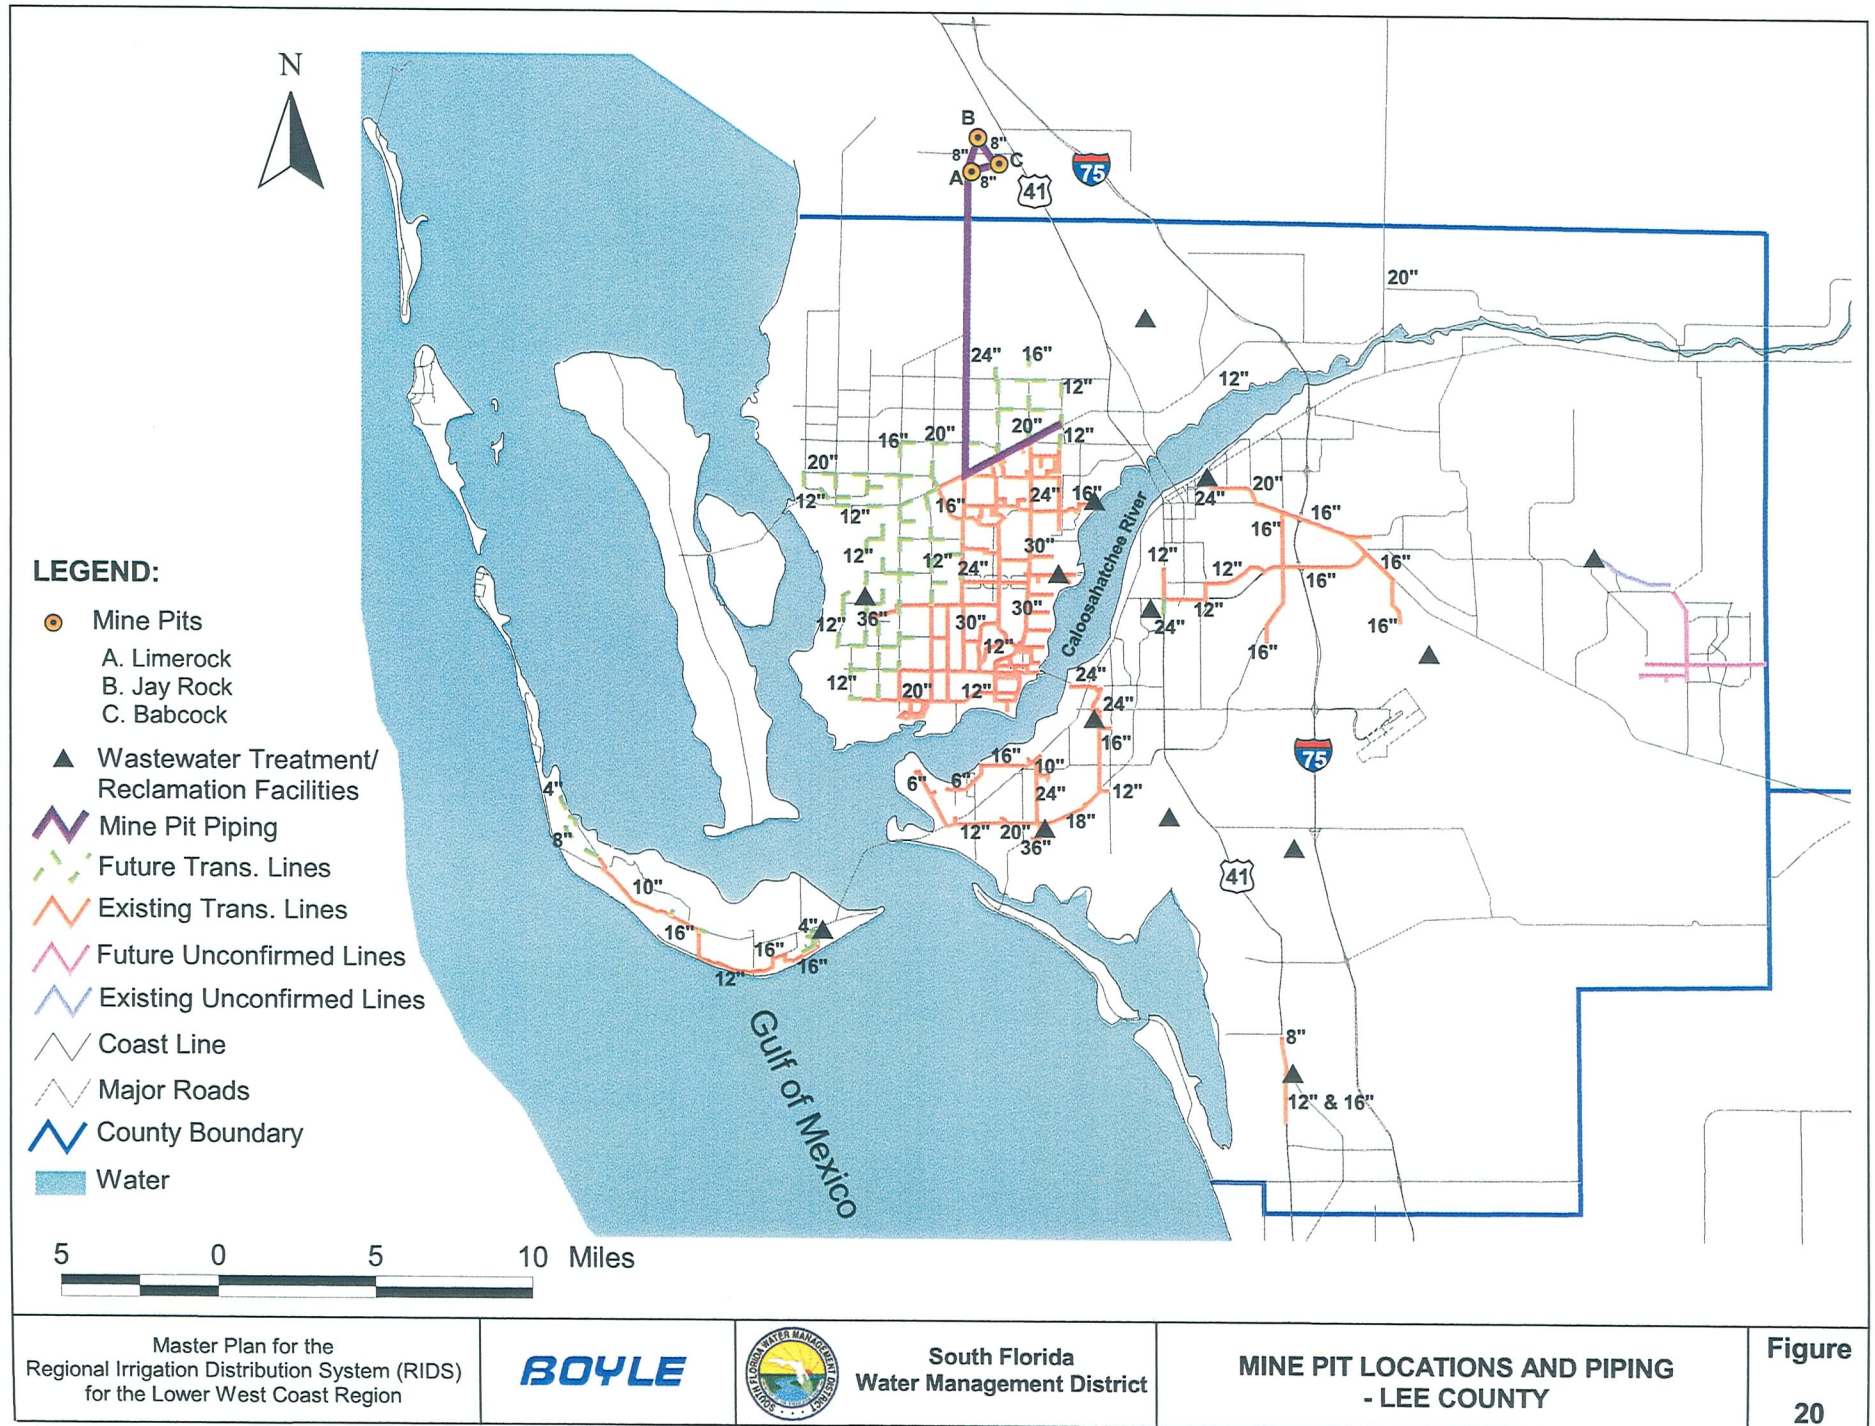 N
B
8"
8"
C
A
8"
41
75
20"
24"
16"
12"
12"
20"
12"
16"
20"
20"
12"
12"
16"
24"
16"
24"
20"
16"
16"
Caloosahatchee River
30"
12"
12"
24"
12"
12"
16"
16"
12"
36"
30"
30"
12"
24"
12"
16"
16"
12"
20"
12"
24"
24"
16"
75
16"
10"
6"
6"
24"
12"
12"
20"
18"
36"
41
4"
8"
10"
16"
4"
16"
16"
12"
8"
12" & 16"
Gulf of Mexico
LEGEND:
Mine Pits
A. Limerock
B. Jay Rock
C. Babcock
Wastewater Treatment/
Reclamation Facilities
Mine Pit Piping
Future Trans. Lines
Existing Trans. Lines
Future Unconfirmed Lines
Existing Unconfirmed Lines
Coast Line
Major Roads
County Boundary
Water
5 0 5 10 Miles
Master Plan for the
Regional Irrigation Distribution System (RIDS)
for the Lower West Coast Region
BOYLE
SOUTH FLORIDA WATER MANAGEMENT DISTRICT
South Florida
Water Management District
MINE PIT LOCATIONS AND PIPING
- LEE COUNTY
Figure
20